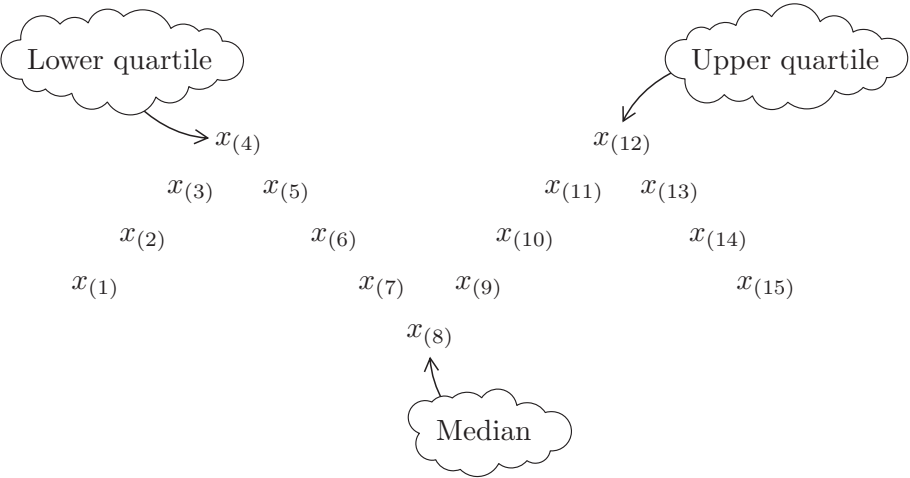 Lower quartile Upper quartile
x(4) x(12)
x(3) x(5) x(11) x(13)
x(2) x(6) x(10) x(14)
x(1) x(7) x(9) x(15)
x(8)
Median